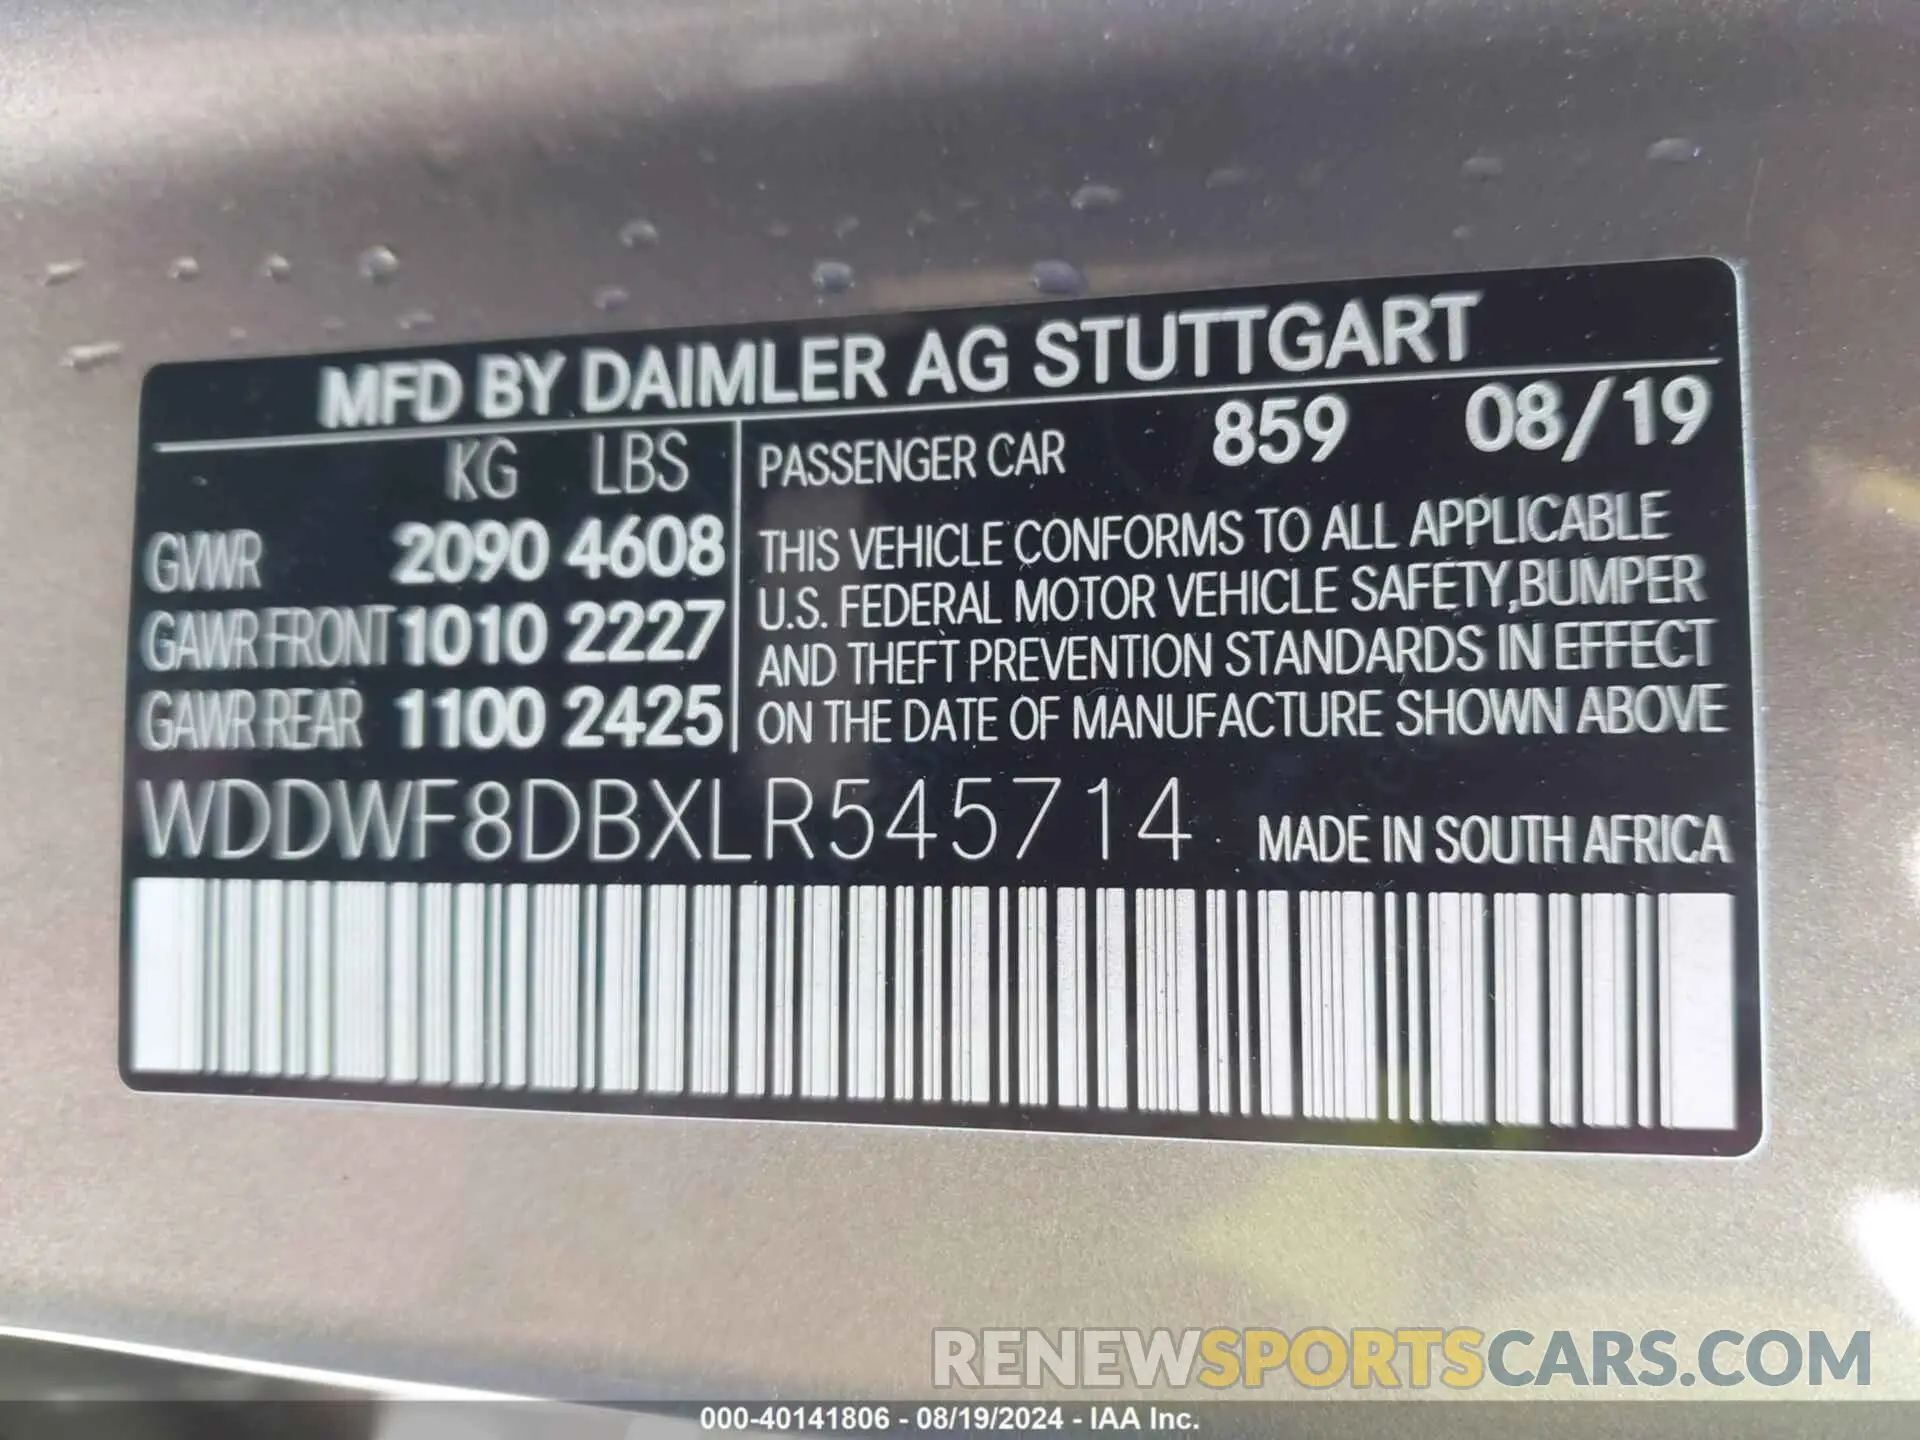 MFD BY DAIMLER AG STUTTGART
KG LBS
GVWR 2090 4608
GAWR FRONT 1010 2227
GAWR REAR 1100 2425
PASSENGER CAR 859 08/19
THIS VEHICLE CONFORMS TO ALL APPLICABLE
U.S. FEDERAL MOTOR VEHICLE SAFETY,BUMPER
AND THEFT PREVENTION STANDARDS IN EFFECT
ON THE DATE OF MANUFACTURE SHOWN ABOVE
WDDWF8DBXLR545714 MADE IN SOUTH AFRICA
RENEWSPORTSCARS.COM
000-40141806 - 08/19/2024 - IAA Inc.